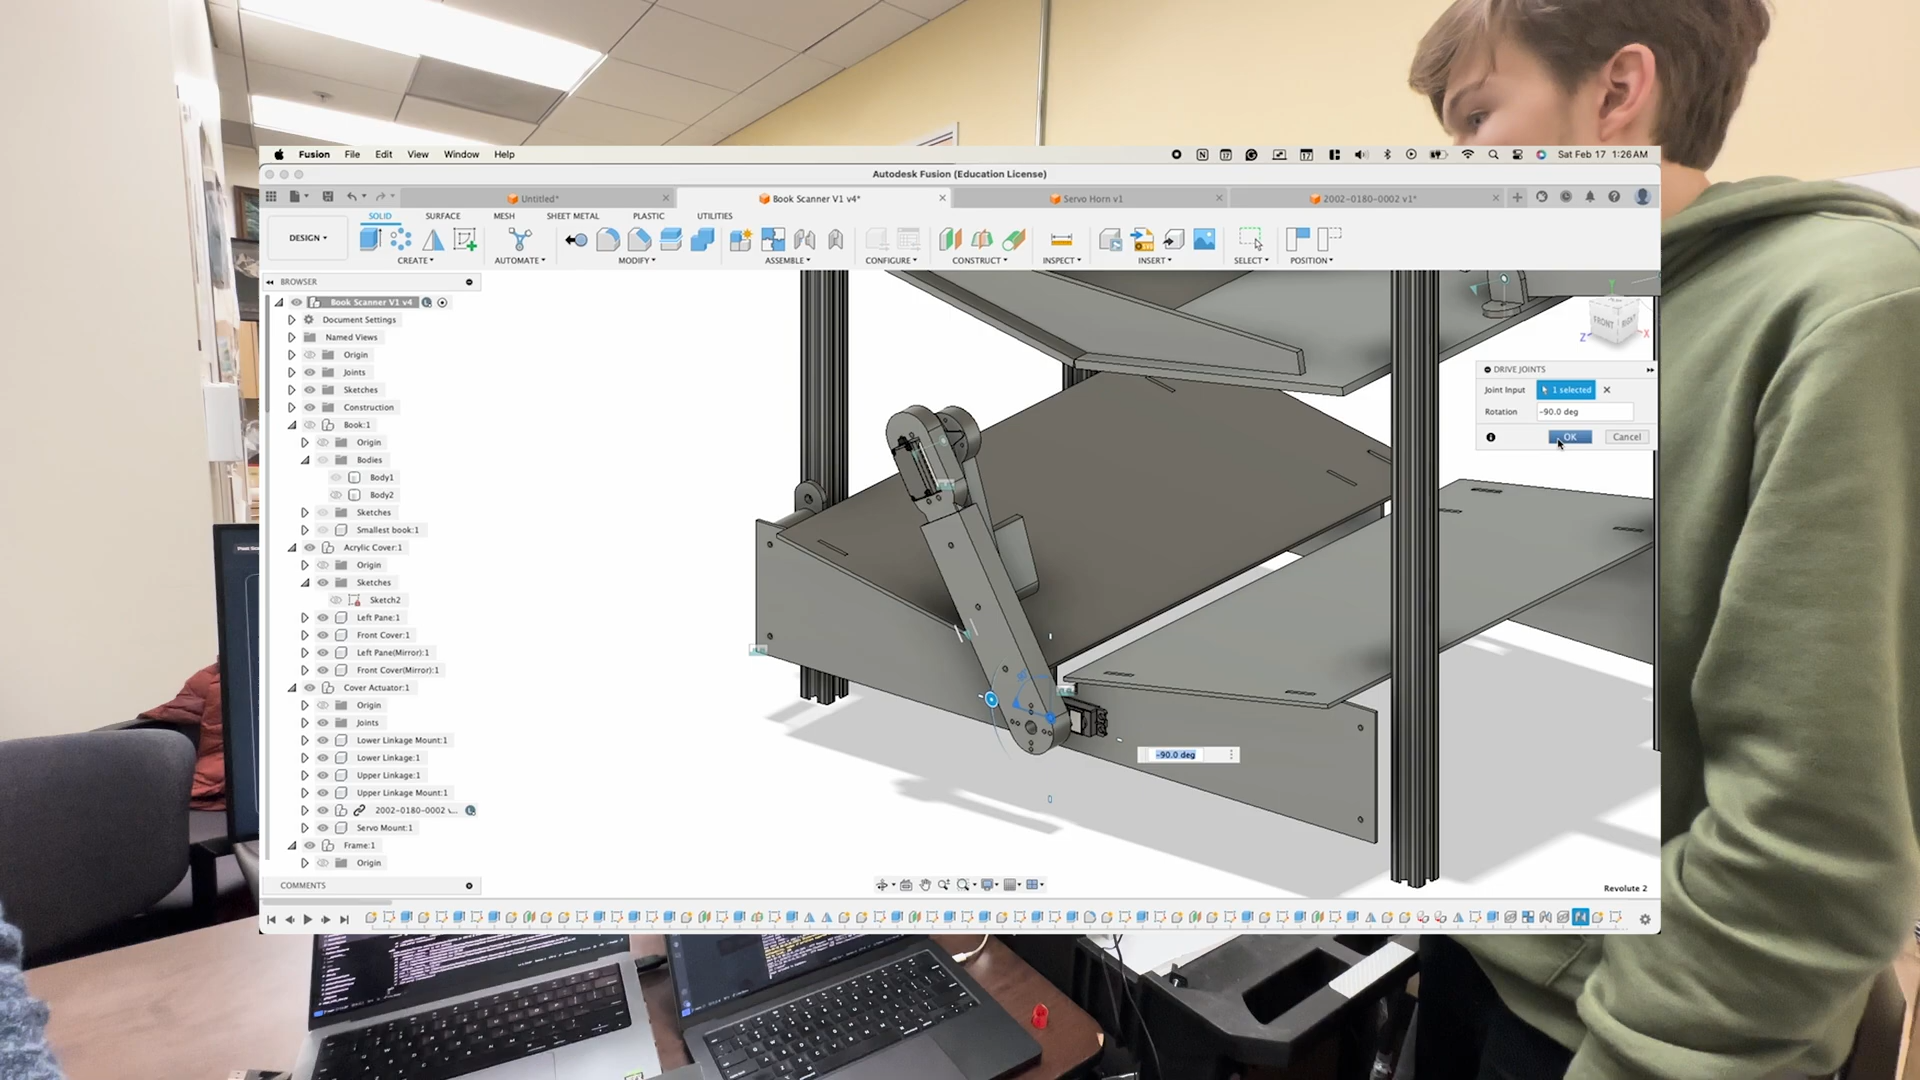 Fusion File Edit View Window Help Sat Feb 17 1:26 AM
Autodesk Fusion (Education License)
Untitled* Book Scanner V1 v4* Servo Horn v1 2002-0180-0002 v1*
SOLID SURFACE MESH SHEET METAL PLASTIC UTILITIES
DESIGN
CREATE AUTOMATE MODIFY ASSEMBLE CONFIGURE CONSTRUCT INSPECT INSERT SELECT POSITION
BROWSER
Book Scanner V1 v4
Document Settings
Named Views
Origin
Joints
Sketches
Construction
Book:1
Origin
Bodies
Body1
Body2
Sketches
Smallest book:1
Acrylic Cover:1
Origin
Sketches
Sketch2
Left Pane:1
Front Cover:1
Left Pane(Mirror):1
Front Cover(Mirror):1
Cover Actuator:1
Origin
Joints
Lower Linkage Mount:1
Lower Linkage:1
Upper Linkage:1
Upper Linkage Mount:1
2002-0180-0002 v...
Servo Mount:1
Frame:1
Origin
COMMENTS
FRONT RIGHT
Z X
DRIVE JOINTS
Joint Input 1 selected
Rotation -90.0 deg
OK Cancel
-90.0 deg
Revolute 2